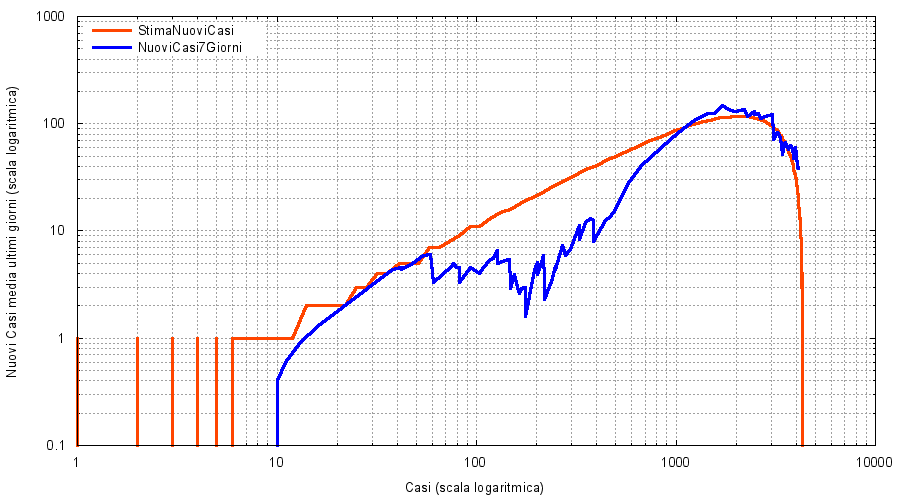 1000
StimaNuoviCasi
NuoviCasi7Giorni
100
10
1
0.1
Nuovi Casi media ultimi giorni (scala logaritmica)
1 10 100 1000 10000
Casi (scala logaritmica)